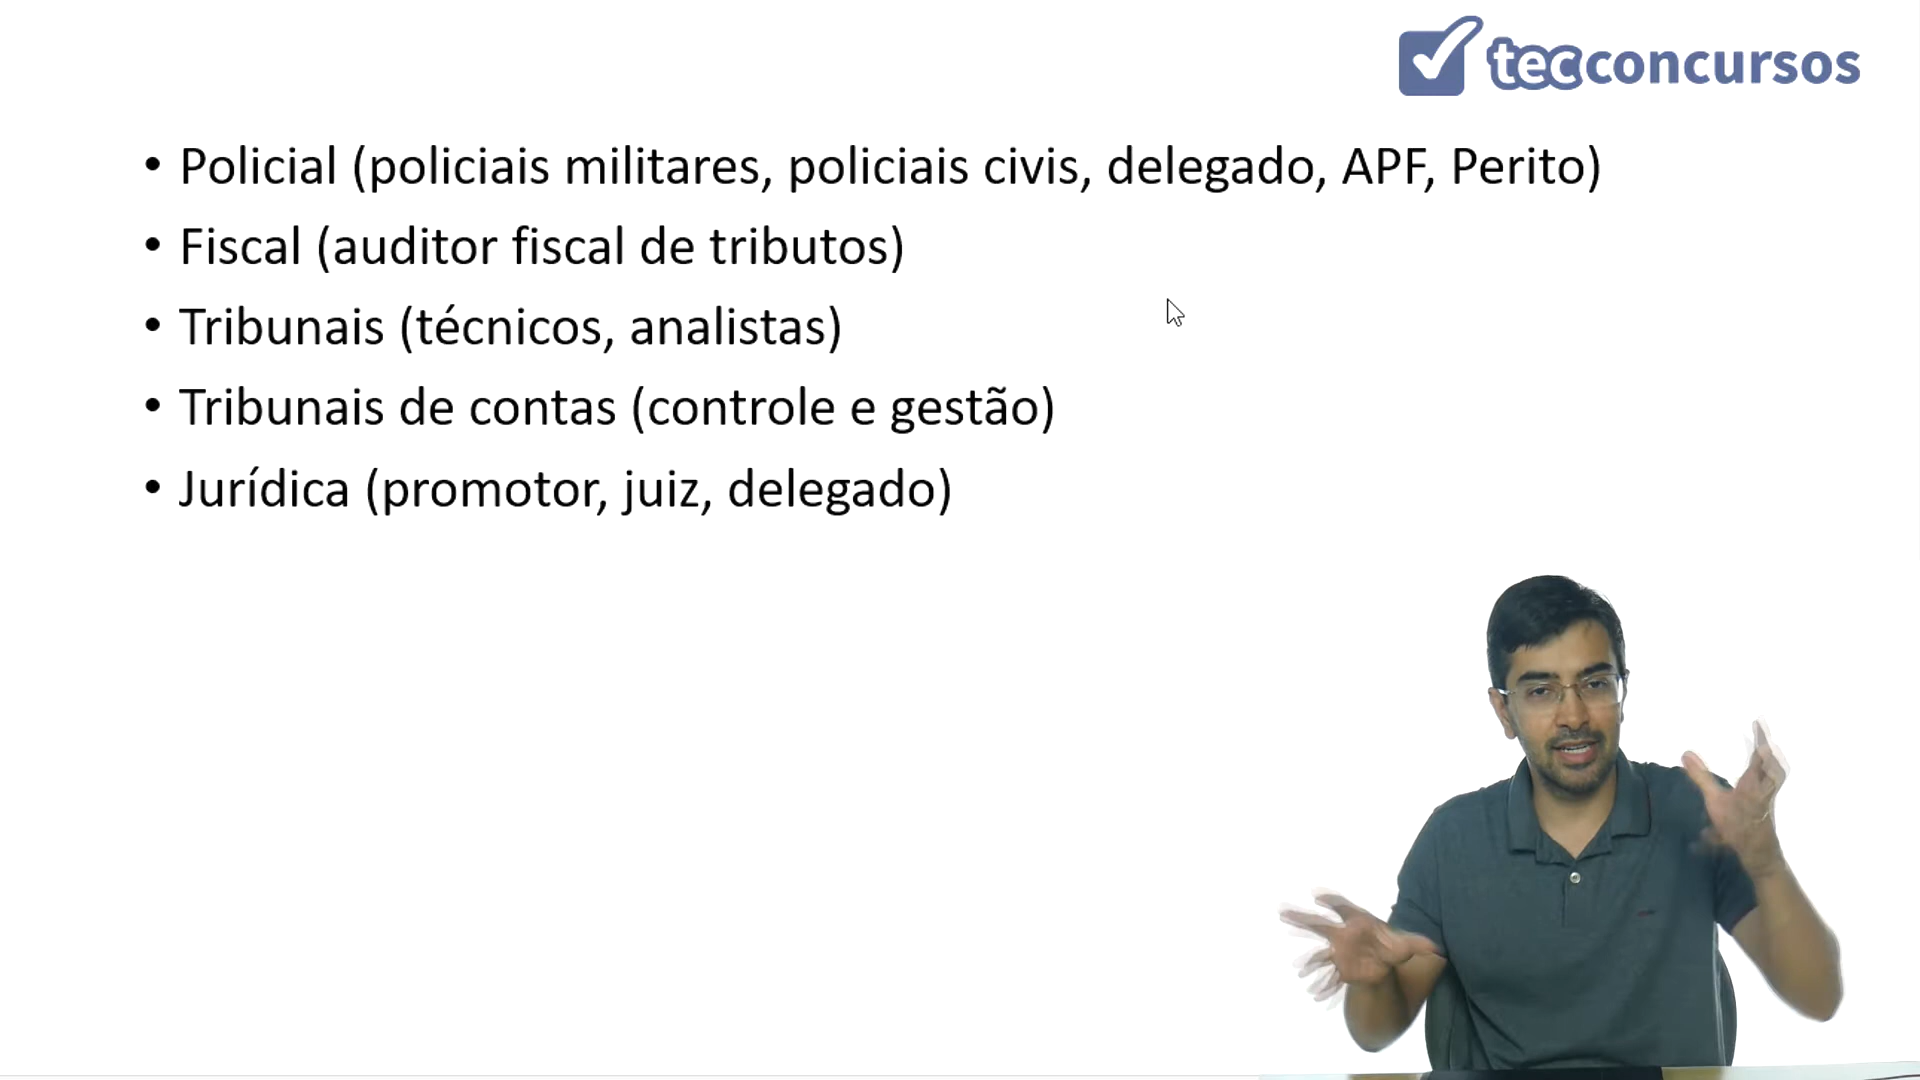 tecconcursos
• Policial (policiais militares, policiais civis, delegado, APF, Perito)
• Fiscal (auditor fiscal de tributos)
• Tribunais (técnicos, analistas)
• Tribunais de contas (controle e gestão)
• Jurídica (promotor, juiz, delegado)